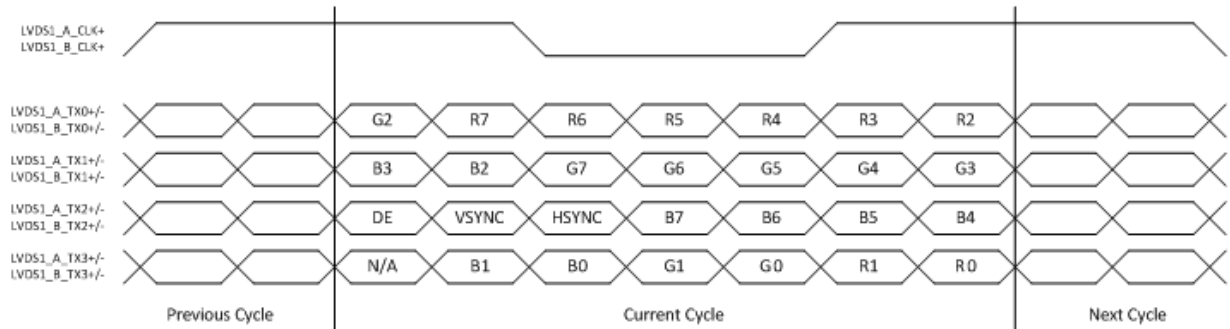 LVDS1_A_CLK+
LVDS1_B_CLK+
LVDS1_A_TX0+/-
LVDS1_B_TX0+/-
G2 R7 R6 R5 R4 R3 R2
LVDS1_A_TX1+/-
LVDS1_B_TX1+/-
B3 B2 G7 G6 G5 G4 G3
LVDS1_A_TX2+/-
LVDS1_B_TX2+/-
DE VSYNC HSYNC B7 B6 B5 B4
LVDS1_A_TX3+/-
LVDS1_B_TX3+/-
N/A B1 B0 G1 G0 R1 R0
Previous Cycle Current Cycle Next Cycle